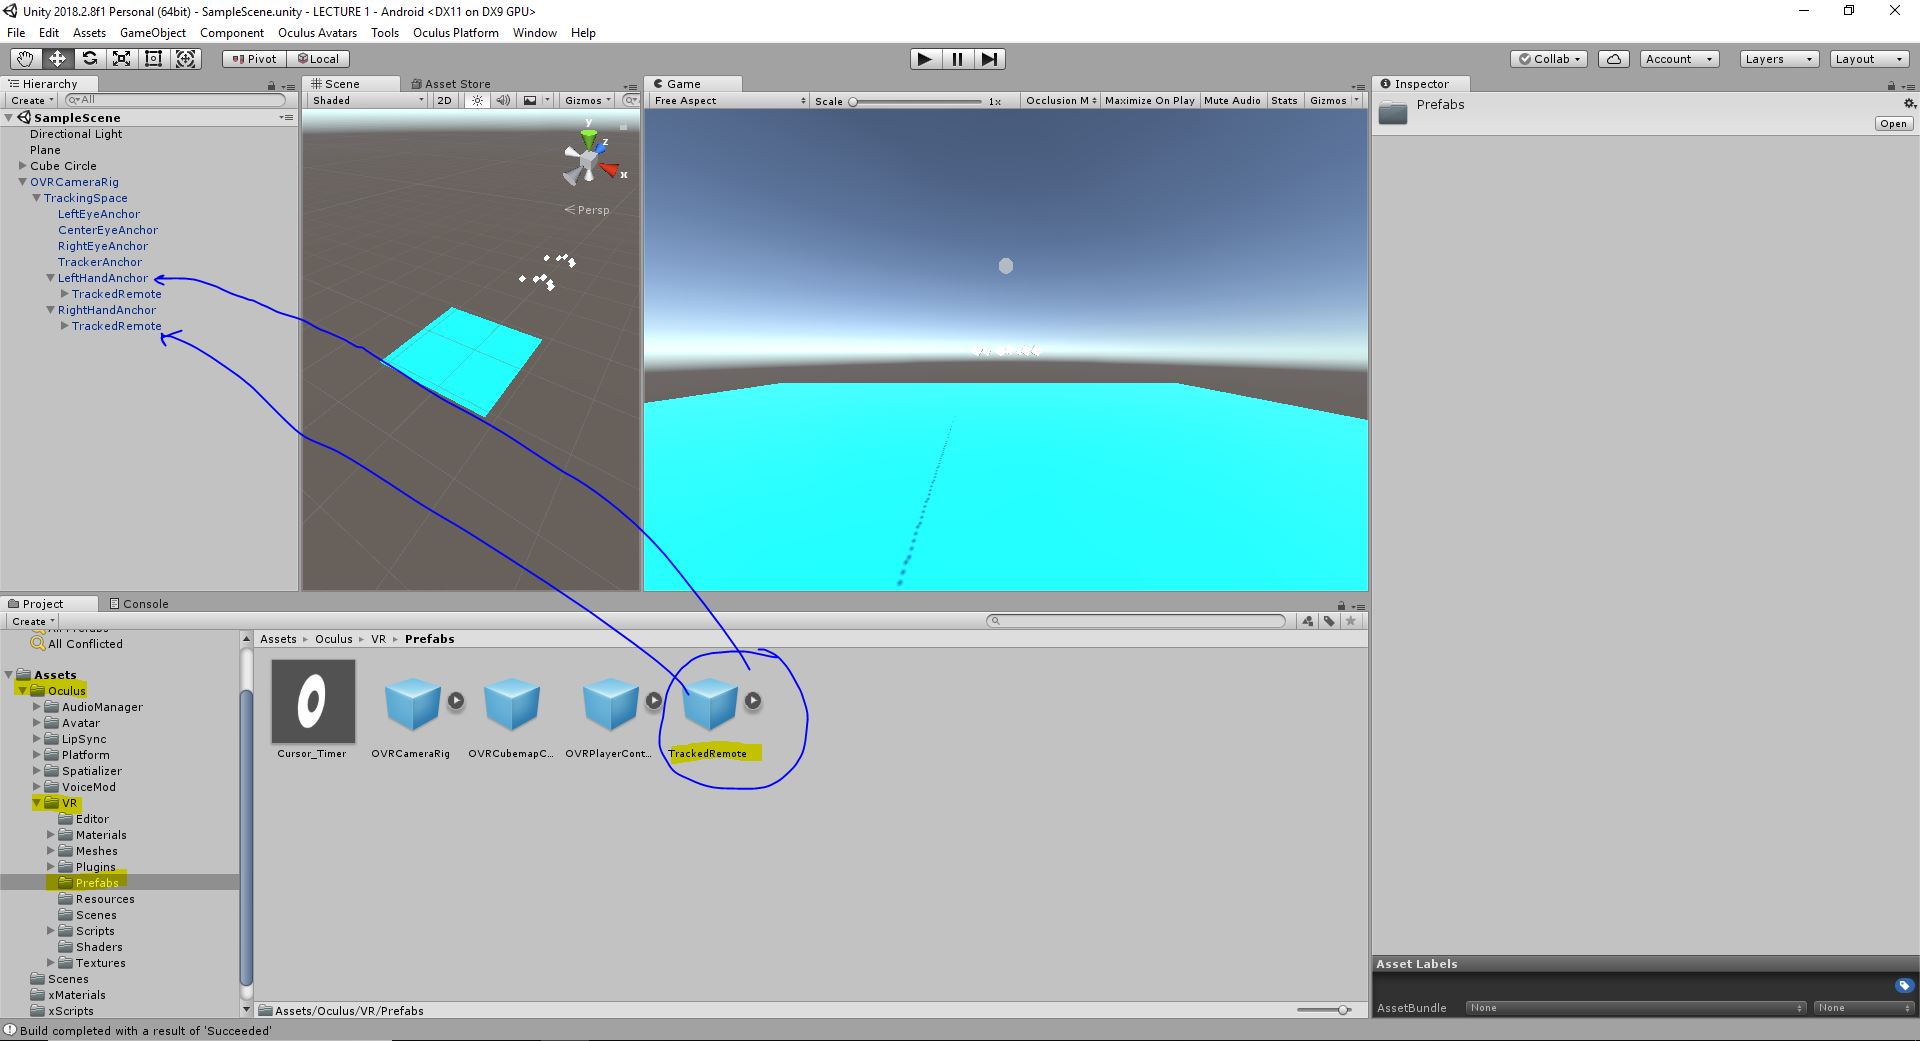 Unity 2018.2.8f1 Personal (64bit) - SampleScene.unity - LECTURE 1 - Android <DX11 on DX9 GPU>
File Edit Assets GameObject Component Oculus Avatars Tools Oculus Platform Window Help
Pivot Local Collab Account Layers Layout
Hierarchy
Create All
SampleScene
Directional Light
Plane
Cube Circle
OVRCameraRig
TrackingSpace
LeftEyeAnchor
CenterEyeAnchor
RightEyeAnchor
TrackerAnchor
LeftHandAnchor
TrackedRemote
RightHandAnchor
TrackedRemote
Scene Asset Store
Shaded 2D Gizmos
y
z
x
Persp
Game
Free Aspect Scale 1x Occlusion M Maximize On Play Mute Audio Stats Gizmos
Inspector
Prefabs
Open
Project Console
Create
All Prefabs
All Conflicted
Assets
Oculus
AudioManager
Avatar
LipSync
Platform
Spatializer
VoiceMod
VR
Editor
Materials
Meshes
Plugins
Prefabs
Resources
Scenes
Scripts
Shaders
Textures
Scenes
xMaterials
xScripts
Assets Oculus VR Prefabs
Cursor_Timer OVRCameraRig OVRCubemapC... OVRPlayerCont... TrackedRemote
Assets/Oculus/VR/Prefabs
Asset Labels
AssetBundle None None
Build completed with a result of 'Succeeded'